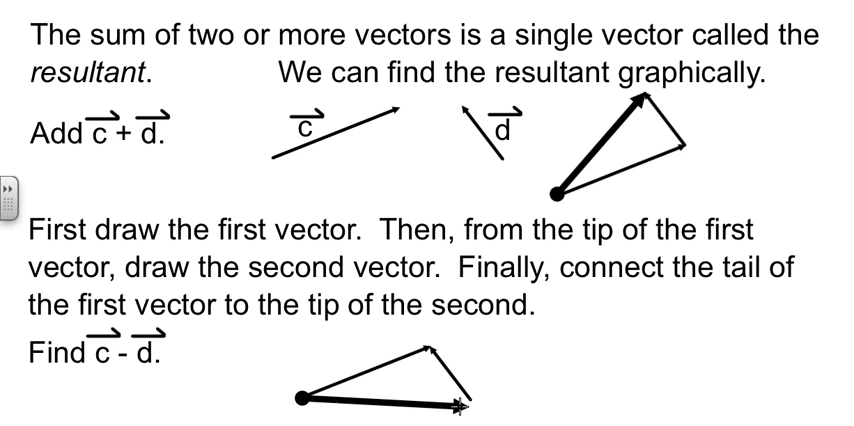 The sum of two or more vectors is a single vector called the
resultant. We can find the resultant graphically.
Add c + d. c d
First draw the first vector. Then, from the tip of the first
vector, draw the second vector. Finally, connect the tail of
the first vector to the tip of the second.
Find c - d.